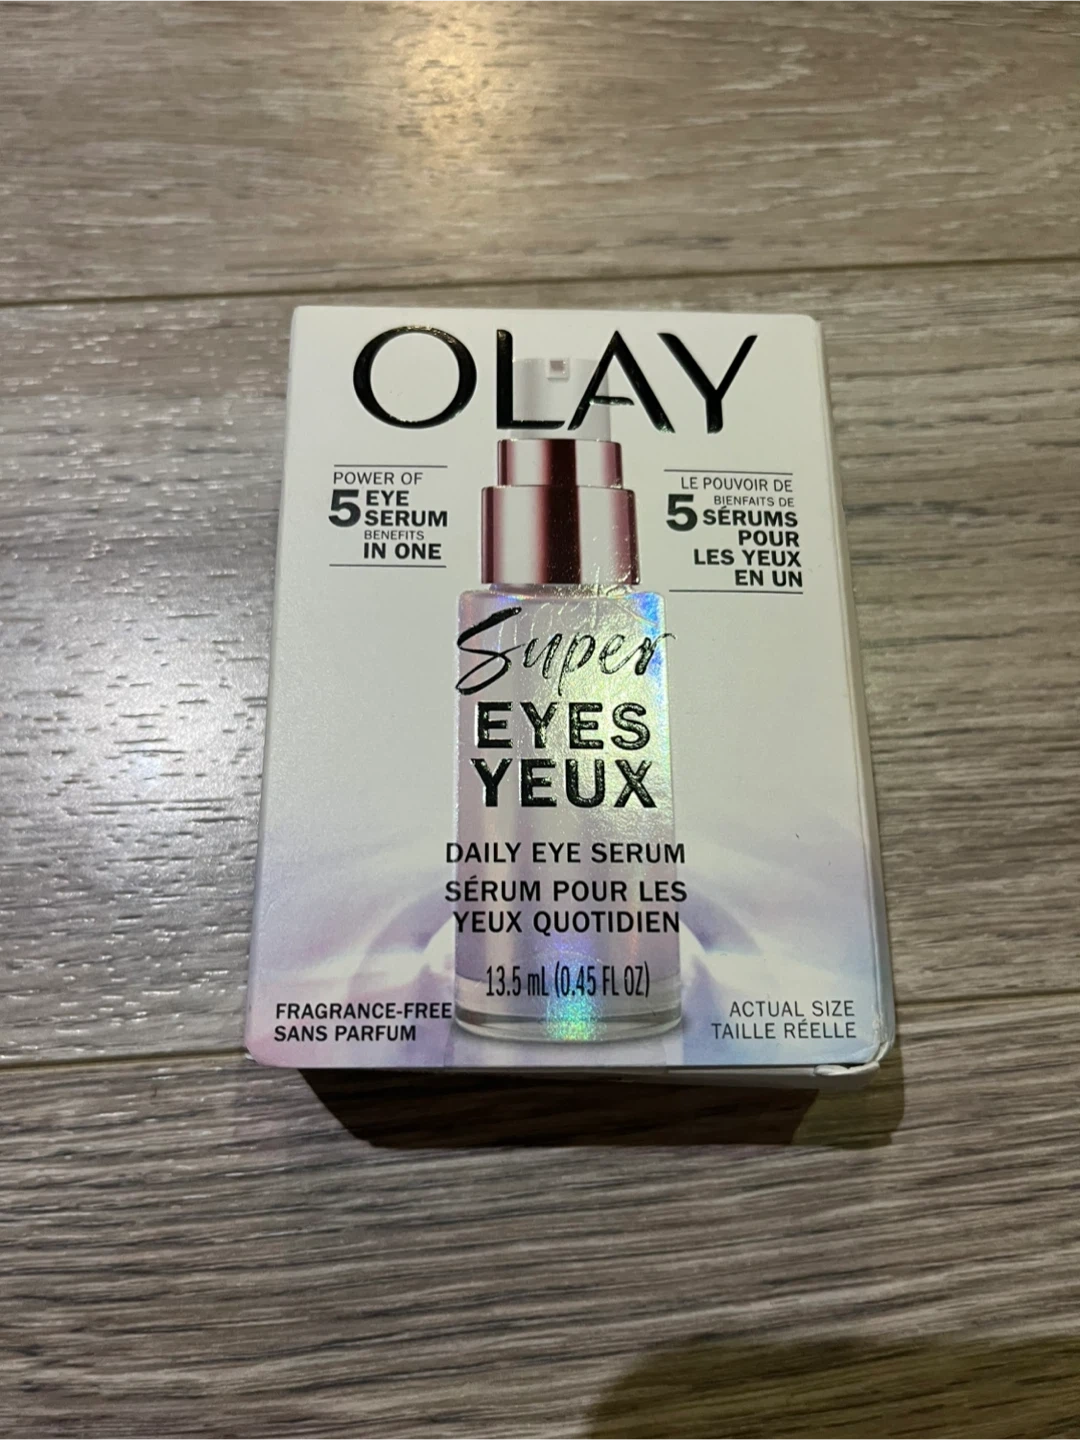 OLAY
POWER OF
5 EYE
SERUM
BENEFITS
IN ONE
LE POUVOIR DE
BIENFAITS DE
5 SÉRUMS
POUR
LES YEUX
EN UN
Super
EYES
YEUX
DAILY EYE SERUM
SÉRUM POUR LES
YEUX QUOTIDIEN
13.5 mL (0.45 FL OZ)
FRAGRANCE-FREE
SANS PARFUM
ACTUAL SIZE
TAILLE RÉELLE